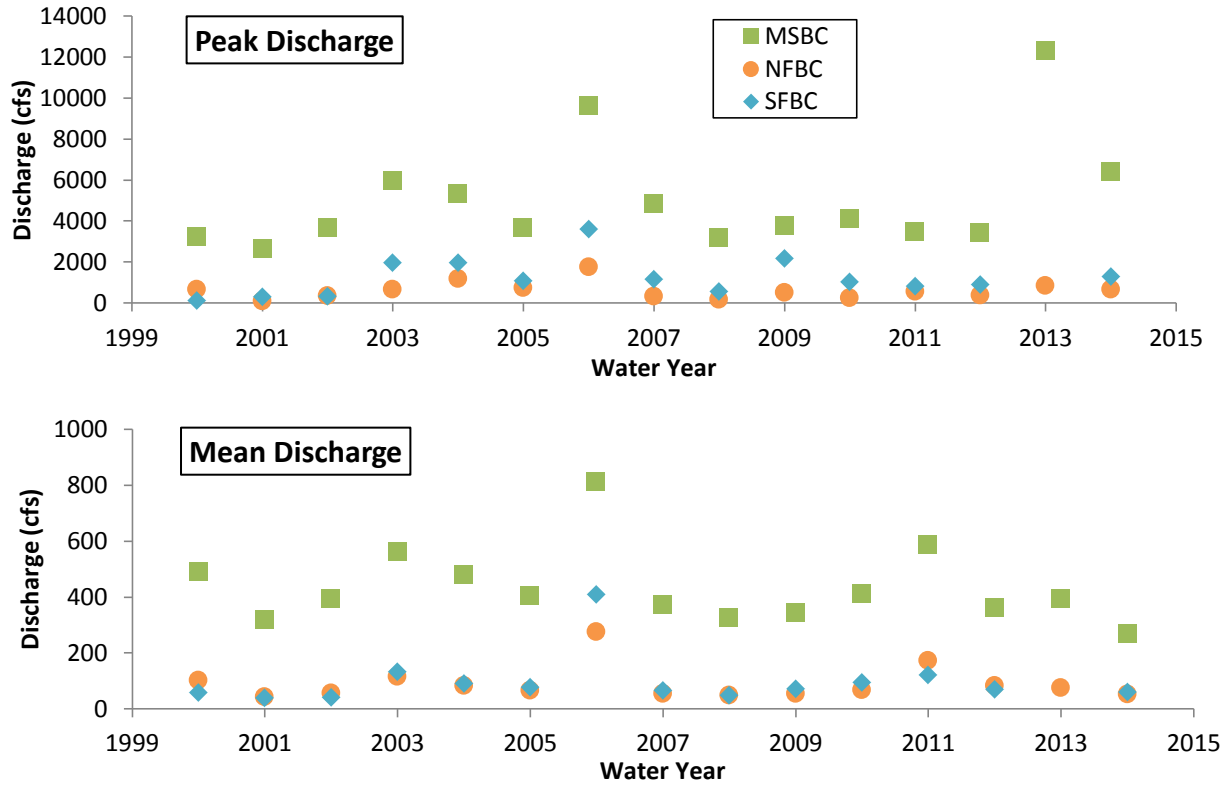 Peak Discharge
MSBC
NFBC
SFBC
14000
12000
10000
8000
6000
4000
2000
0
Discharge (cfs)
1999 2001 2003 2005 2007 2009 2011 2013 2015
Water Year
Mean Discharge
1000
800
600
400
200
0
Discharge (cfs)
1999 2001 2003 2005 2007 2009 2011 2013 2015
Water Year